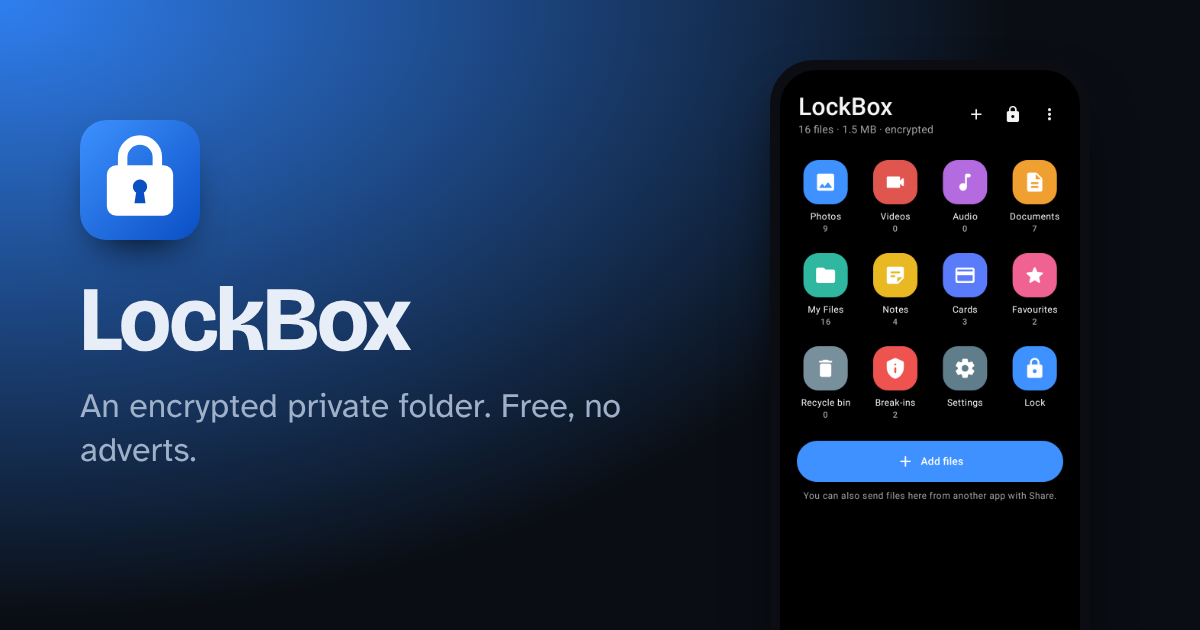 LockBox
An encrypted private folder. Free, no
adverts.
LockBox
16 files · 1.5 MB · encrypted
Photos
9
Videos
0
Audio
0
Documents
7
My Files
16
Notes
4
Cards
3
Favourites
2
Recycle bin
0
Break-ins
2
Settings
Lock
+ Add files
You can also send files here from another app with Share.